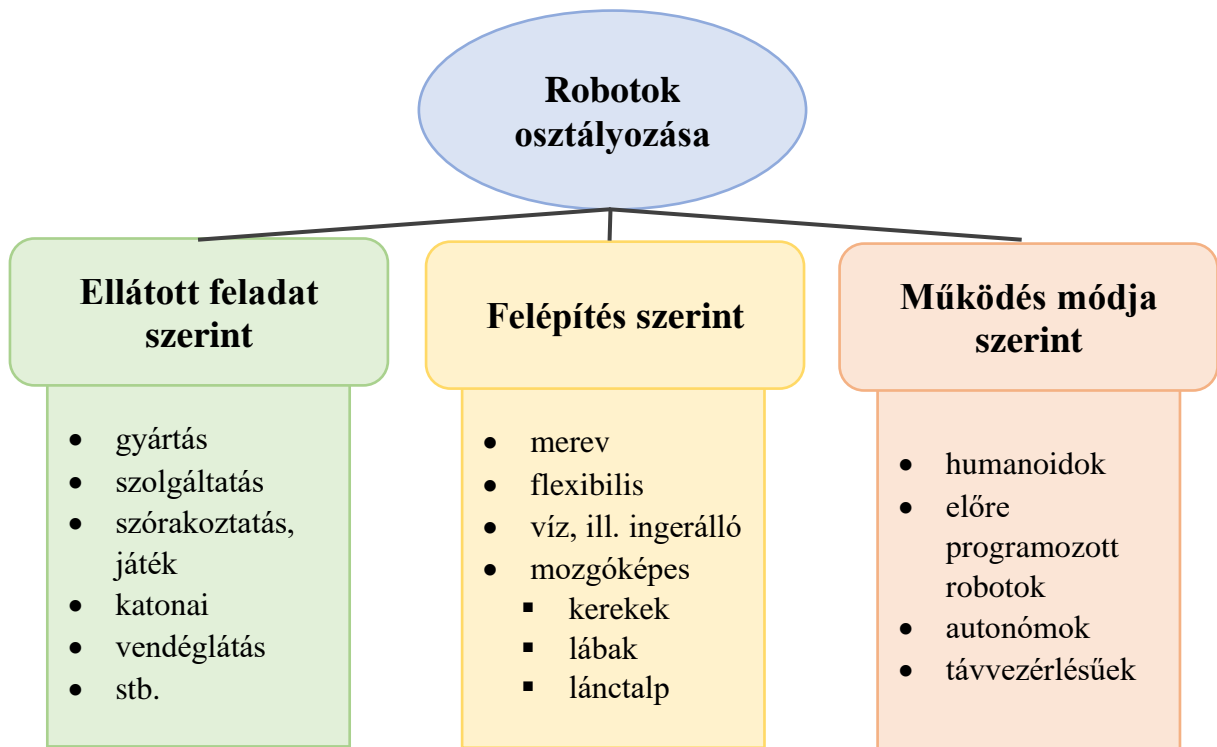 Robotok
osztályozása
Ellátott feladat
szerint
• gyártás
• szolgáltatás
• szórakoztatás,
játék
• katonai
• vendéglátás
• stb.
Felépítés szerint
• merev
• flexibilis
• víz, ill. ingerálló
• mozgóképes
▪ kerekek
▪ lábak
▪ lánctalp
Működés módja
szerint
• humanoidok
• előre
programozott
robotok
• autonómok
• távvezérlésűek